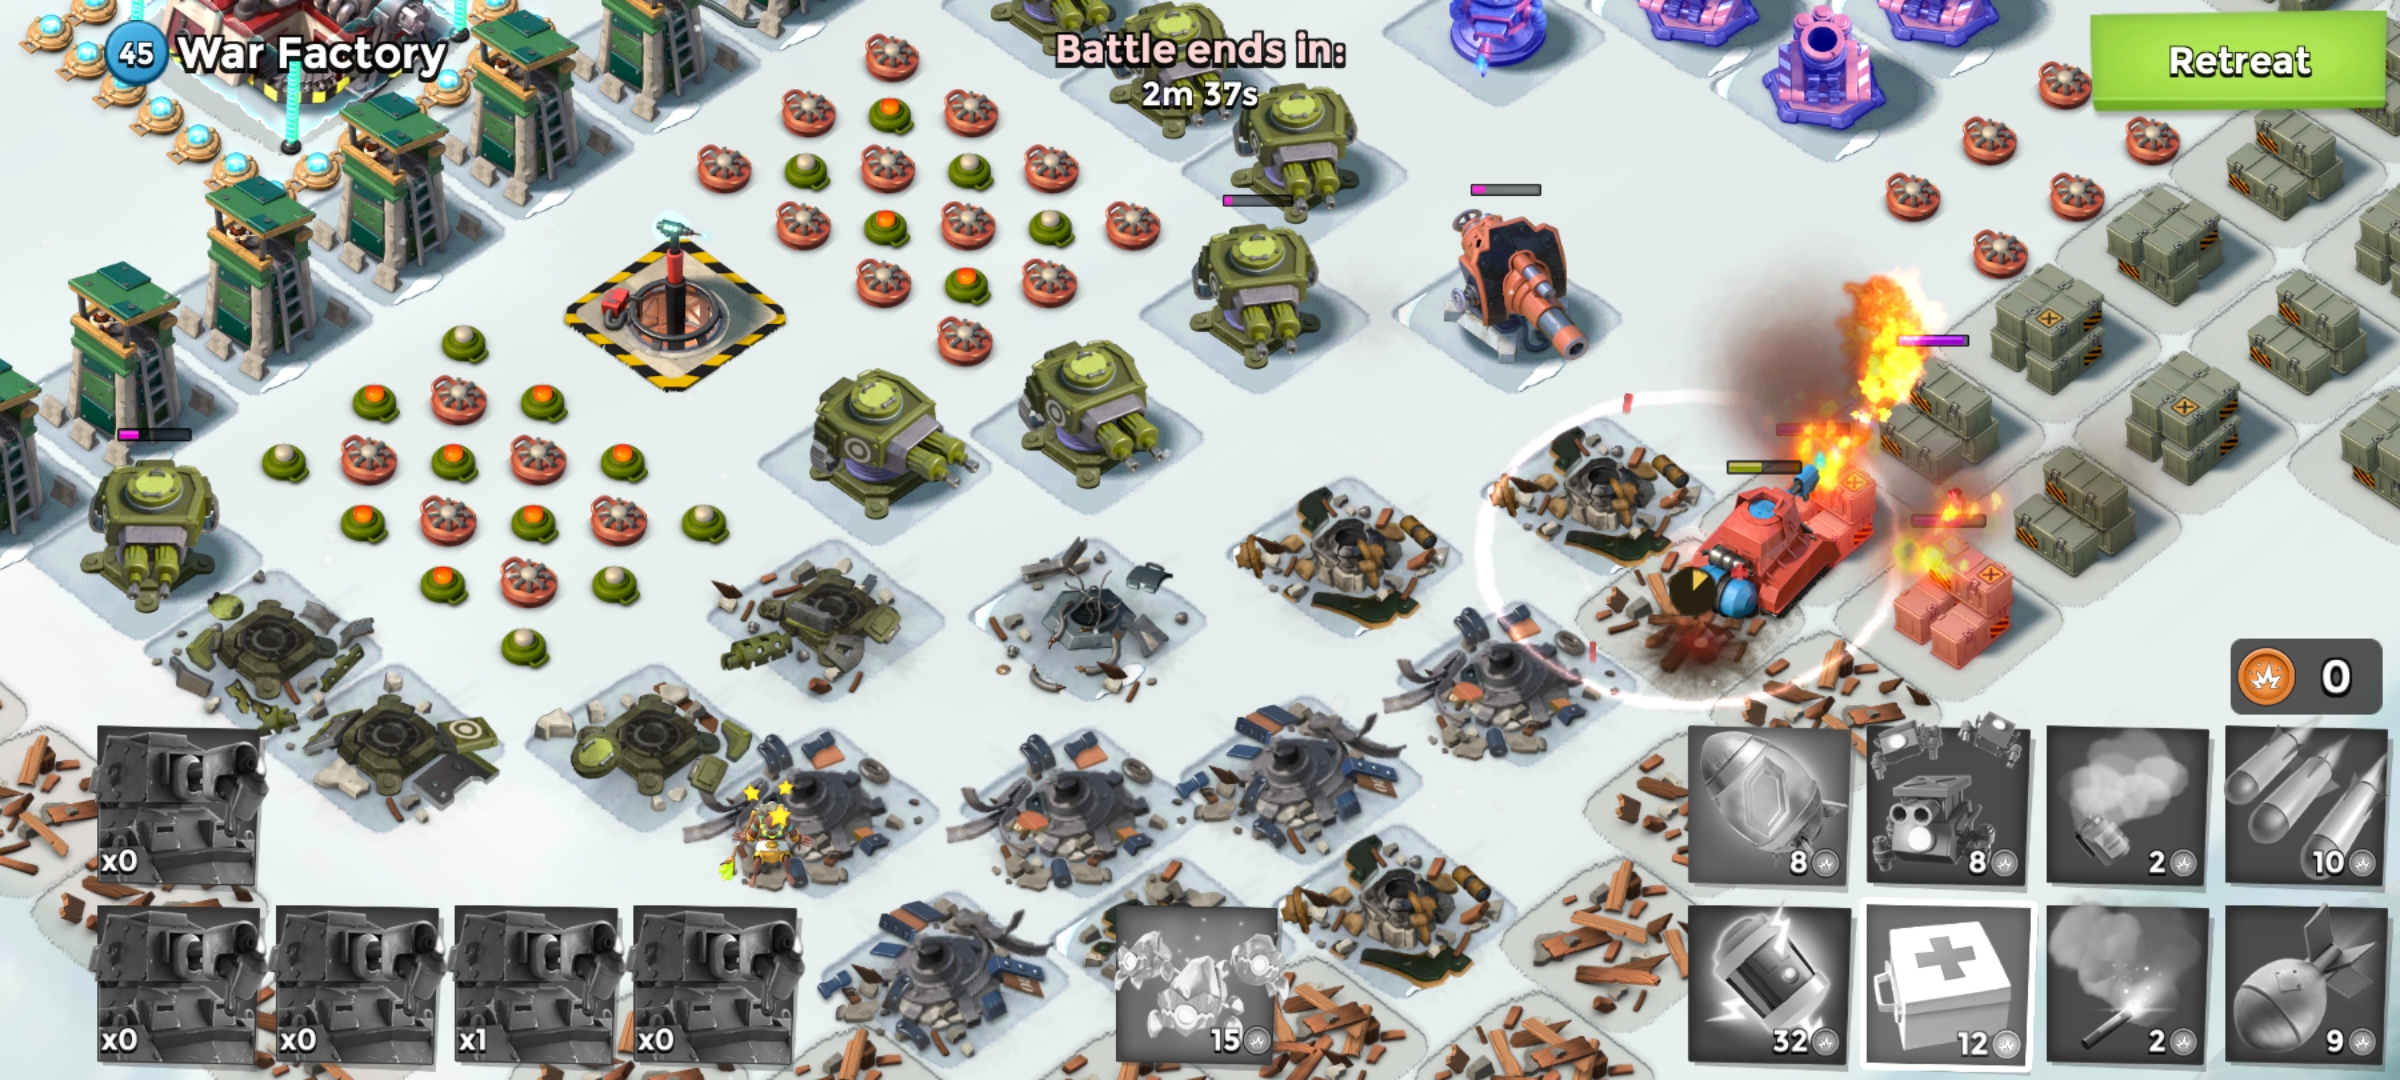 45 War Factory
Battle ends in:
2m 37s
Retreat
0
x0
8
8
2
10
x0
x0
x1
x0
15
32
12
2
9